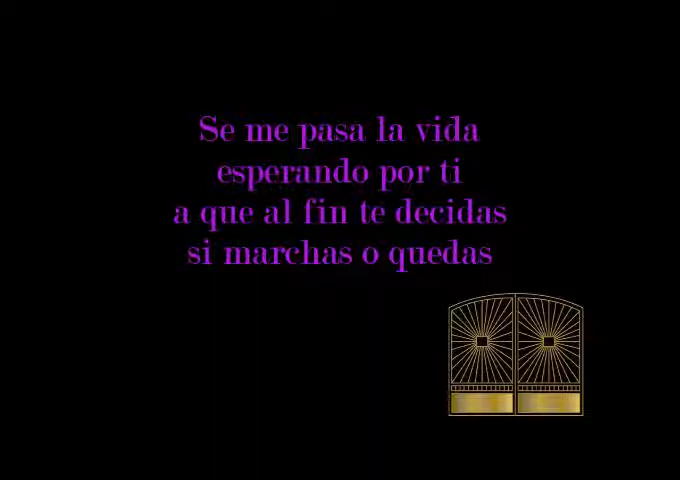 Se me pasa la vida
esperando por ti
a que al fin te decidas
si marchas o quedas